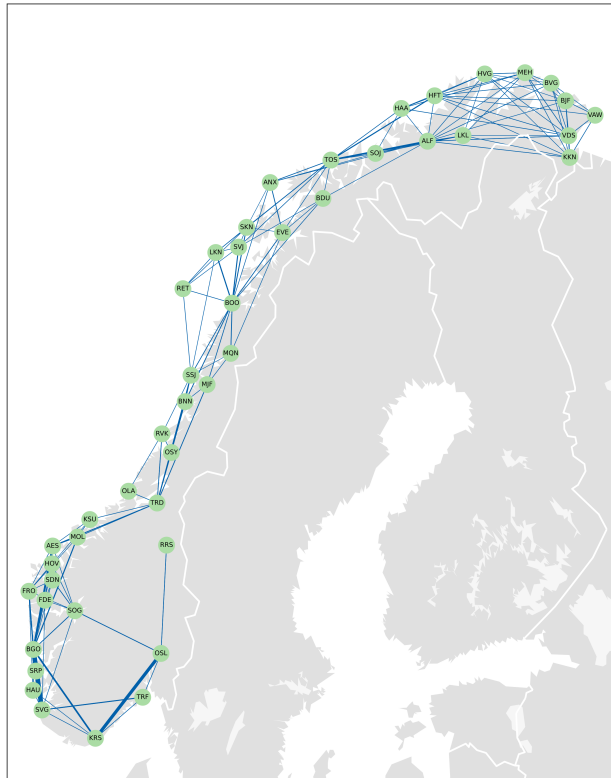 HVG
MEH
BVG
HFT
BJF
HAA
VAW
LKL
VDS
ALF
SOJ
KKN
TOS
ANX
BDU
SKN
EVE
SVJ
LKN
RET
BOO
MQN
SSJ
MJF
BNN
RVK
OSY
OLA
TRD
KSU
MOL
AES
RRS
HOV
SDN
FRO
FDE
SOG
BGO
OSL
SRP
HAU
TRF
SVG
KRS